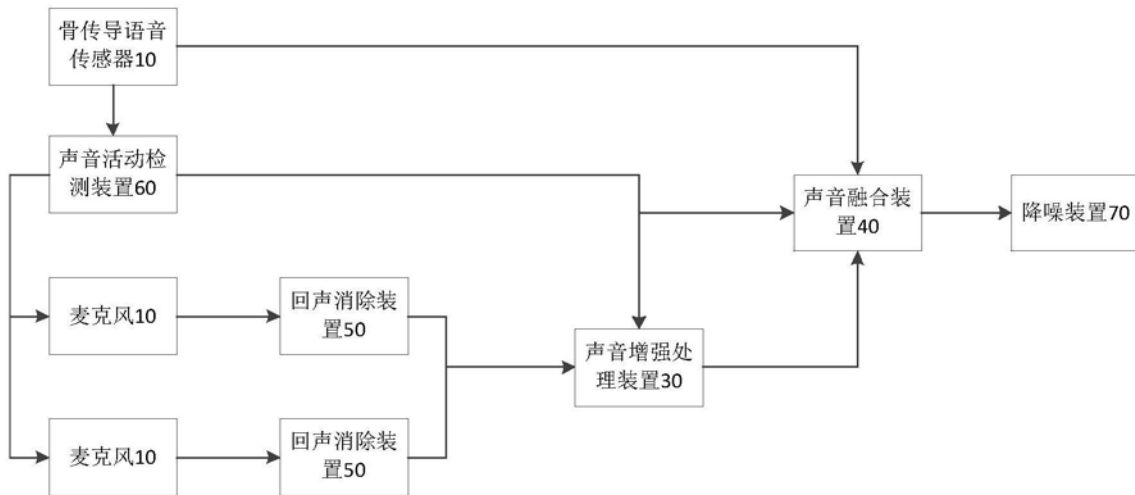 骨传导语音
传感器10
声音活动检
测装置60
声音融合装
置40
降噪装置70
麦克风10
回声消除装
置50
声音增强处
理装置30
麦克风10
回声消除装
置50